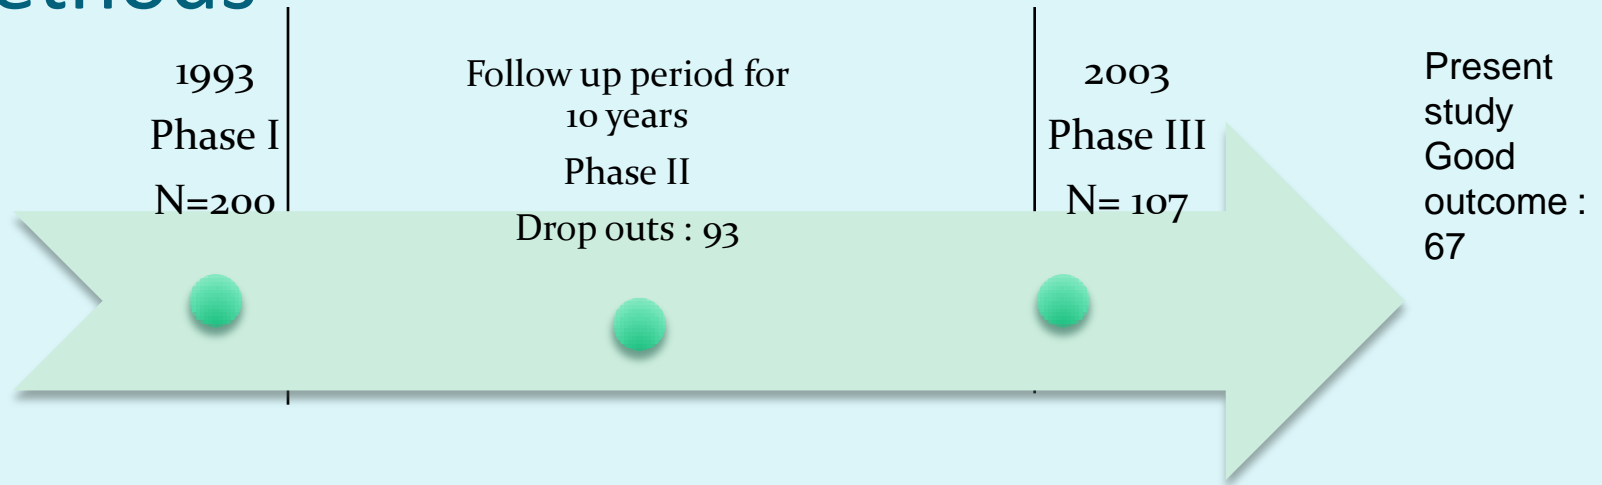 ethods
1993
Phase I
N=200
Follow up period for
10 years
Phase II
Drop outs : 93
2003
Phase III
N= 107
Present
study
Good
outcome :
67